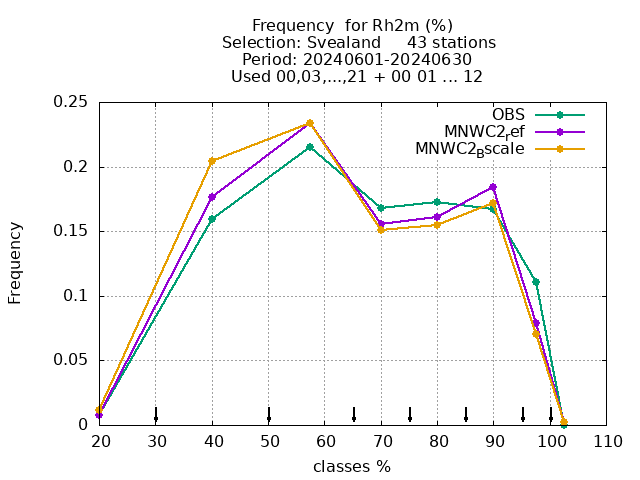 Frequency  for Rh2m (%)
Selection: Svealand     43 stations
Period: 20240601-20240630
Used 00,03,...,21 + 00 01 ... 12
0.25
0.2
0.15
0.1
0.05
0
Frequency
OBS
MNWC2ref
MNWC2Bscale
20 30 40 50 60 70 80 90 100 110
classes %